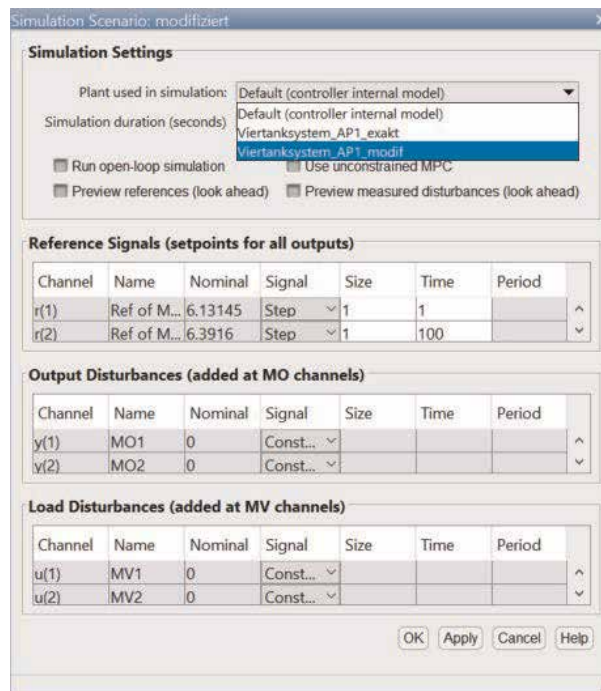 Simulation Scenario: modifiziert
Simulation Settings
Plant used in simulation: Default (controller internal model)
Default (controller internal model)
Simulation duration (seconds)
Viertanksystem_AP1_exakt
Viertanksystem_AP1_modif
Run open-loop simulation Use unconstrained MPC
Preview references (look ahead) Preview measured disturbances (look ahead)
Reference Signals (setpoints for all outputs)
Channel Name Nominal Signal Size Time Period
r(1) Ref of M... 6.13145 Step 1 1
r(2) Ref of M... 6.3916 Step 1 100
Output Disturbances (added at MO channels)
Channel Name Nominal Signal Size Time Period
y(1) MO1 0 Const...
y(2) MO2 0 Const...
Load Disturbances (added at MV channels)
Channel Name Nominal Signal Size Time Period
u(1) MV1 0 Const...
u(2) MV2 0 Const...
OK Apply Cancel Help